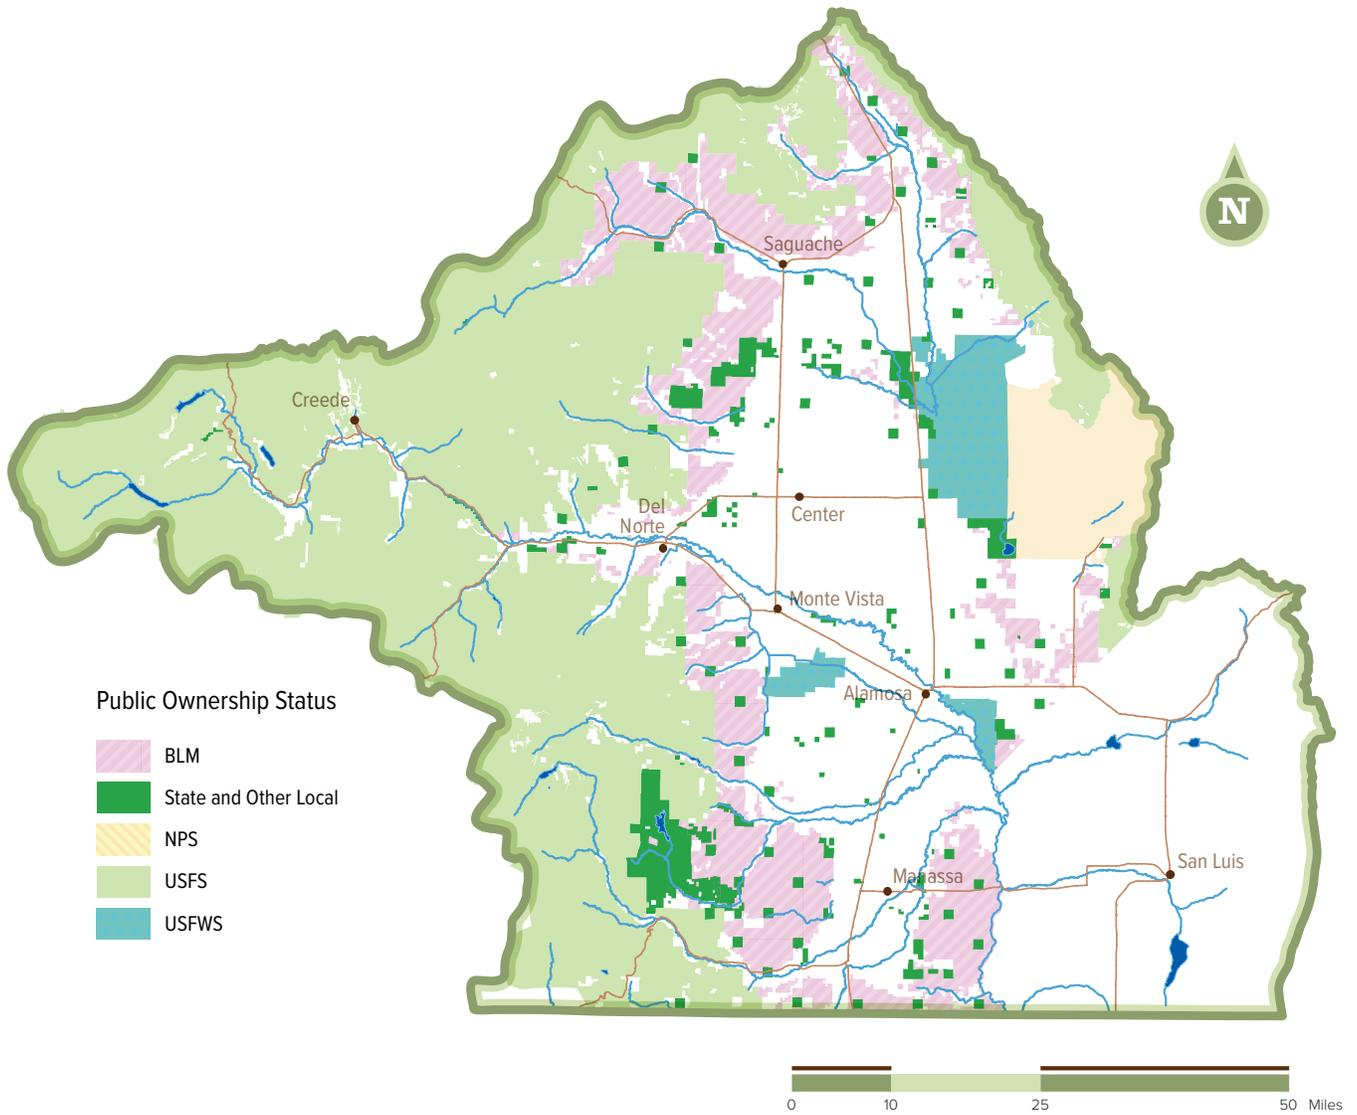 N
Saguache
Creede
Del
Norte
Center
Monte Vista
Alamosa
Public Ownership Status
BLM
State and Other Local
NPS
USFS
USFWS
Manassa
San Luis
0 10 25 50 Miles